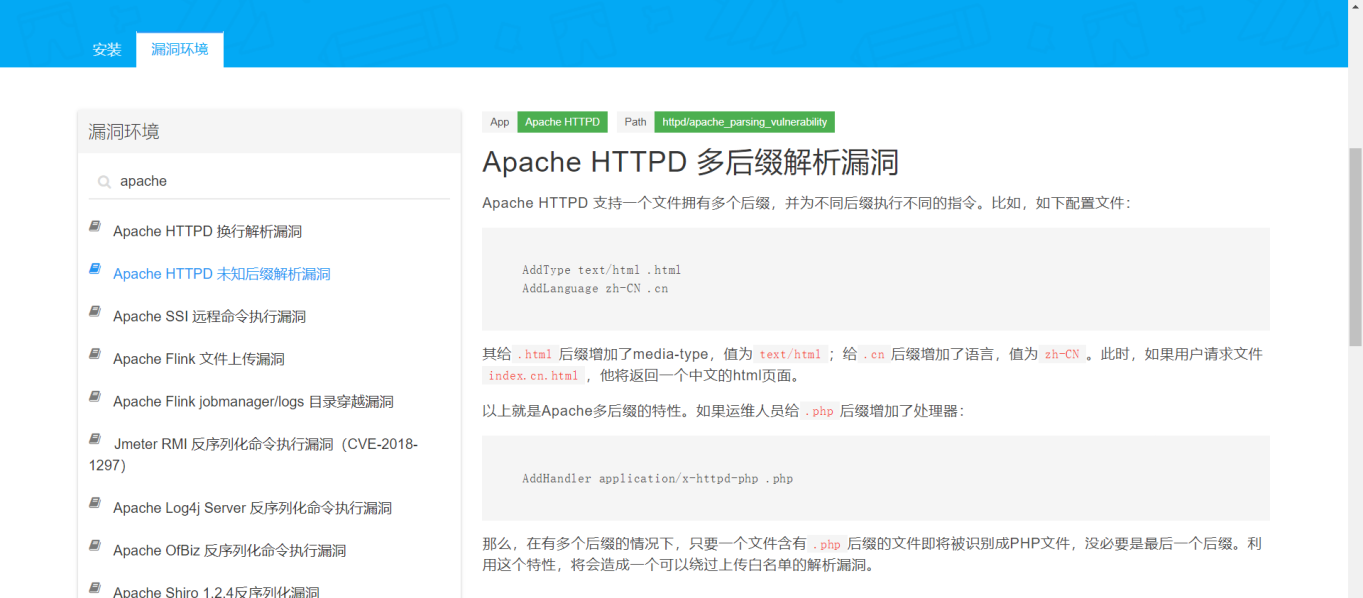 安装
漏洞环境
漏洞环境
apache
Apache HTTPD 换行解析漏洞
Apache HTTPD 未知后缀解析漏洞
Apache SSI 远程命令执行漏洞
Apache Flink 文件上传漏洞
Apache Flink jobmanager/logs 目录穿越漏洞
Jmeter RMI 反序列化命令执行漏洞（CVE-2018-
1297）
Apache Log4j Server 反序列化命令执行漏洞
Apache OfBiz 反序列化命令执行漏洞
Apache Shiro 1.2.4反序列化漏洞
App Apache HTTPD Path httpd/apache_parsing_vulnerability
Apache HTTPD 多后缀解析漏洞
Apache HTTPD 支持一个文件拥有多个后缀，并为不同后缀执行不同的指令。比如，如下配置文件：
AddType text/html .html
AddLanguage zh-CN .cn
其给 .html 后缀增加了media-type，值为 text/html ；给 .cn 后缀增加了语言，值为 zh-CN 。此时，如果用户请求文件
index.cn.html ，他将返回一个中文的html页面。
以上就是Apache多后缀的特性。如果运维人员给 .php 后缀增加了处理器：
AddHandler application/x-httpd-php .php
那么，在有多个后缀的情况下，只要一个文件含有 .php 后缀的文件即将被识别成PHP文件，没必要是最后一个后缀。利
用这个特性，将会造成一个可以绕过上传白名单的解析漏洞。